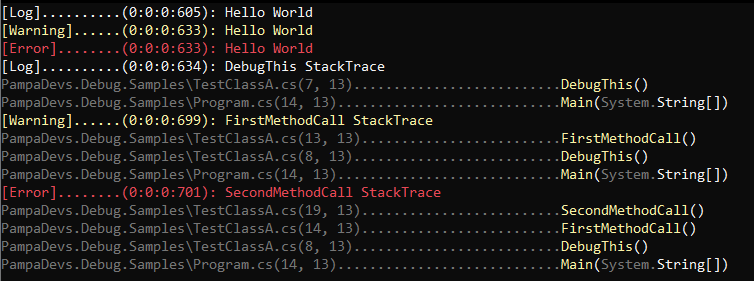 [Log]..........(0:0:0:605): Hello World
[Warning]......(0:0:0:633): Hello World
[Error]........(0:0:0:633): Hello World
[Log]..........(0:0:0:634): DebugThis StackTrace
PampaDevs.Debug.Samples\TestClassA.cs(7, 13)..........................DebugThis()
PampaDevs.Debug.Samples\Program.cs(14, 13)............................Main(System.String[])
[Warning]......(0:0:0:699): FirstMethodCall StackTrace
PampaDevs.Debug.Samples\TestClassA.cs(13, 13).........................FirstMethodCall()
PampaDevs.Debug.Samples\TestClassA.cs(8, 13)..........................DebugThis()
PampaDevs.Debug.Samples\Program.cs(14, 13)............................Main(System.String[])
[Error]........(0:0:0:701): SecondMethodCall StackTrace
PampaDevs.Debug.Samples\TestClassA.cs(19, 13).........................SecondMethodCall()
PampaDevs.Debug.Samples\TestClassA.cs(14, 13).........................FirstMethodCall()
PampaDevs.Debug.Samples\TestClassA.cs(8, 13)..........................DebugThis()
PampaDevs.Debug.Samples\Program.cs(14, 13)............................Main(System.String[])